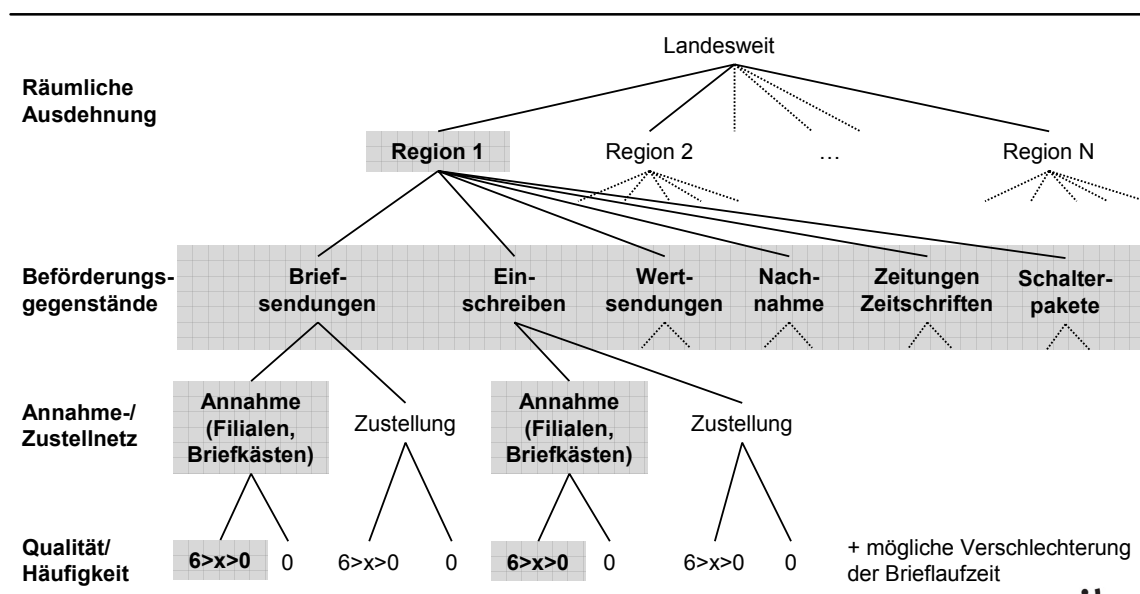 Landesweit
Räumliche
Ausdehnung
Region 1
Region 2
...
Region N
Beförderungs-
gegenstände
Brief-
sendungen
Ein-
schreiben
Wert-
sendungen
Nach-
nahme
Zeitungen
Zeitschriften
Schalter-
pakete
Annahme-/
Zustellnetz
Annahme
(Filialen,
Briefkästen)
Zustellung
Annahme
(Filialen,
Briefkästen)
Zustellung
Qualität/
Häufigkeit
6>x>0
0
6>x>0
0
6>x>0
0
6>x>0
0
+ mögliche Verschlechterung
der Brieflaufzeit